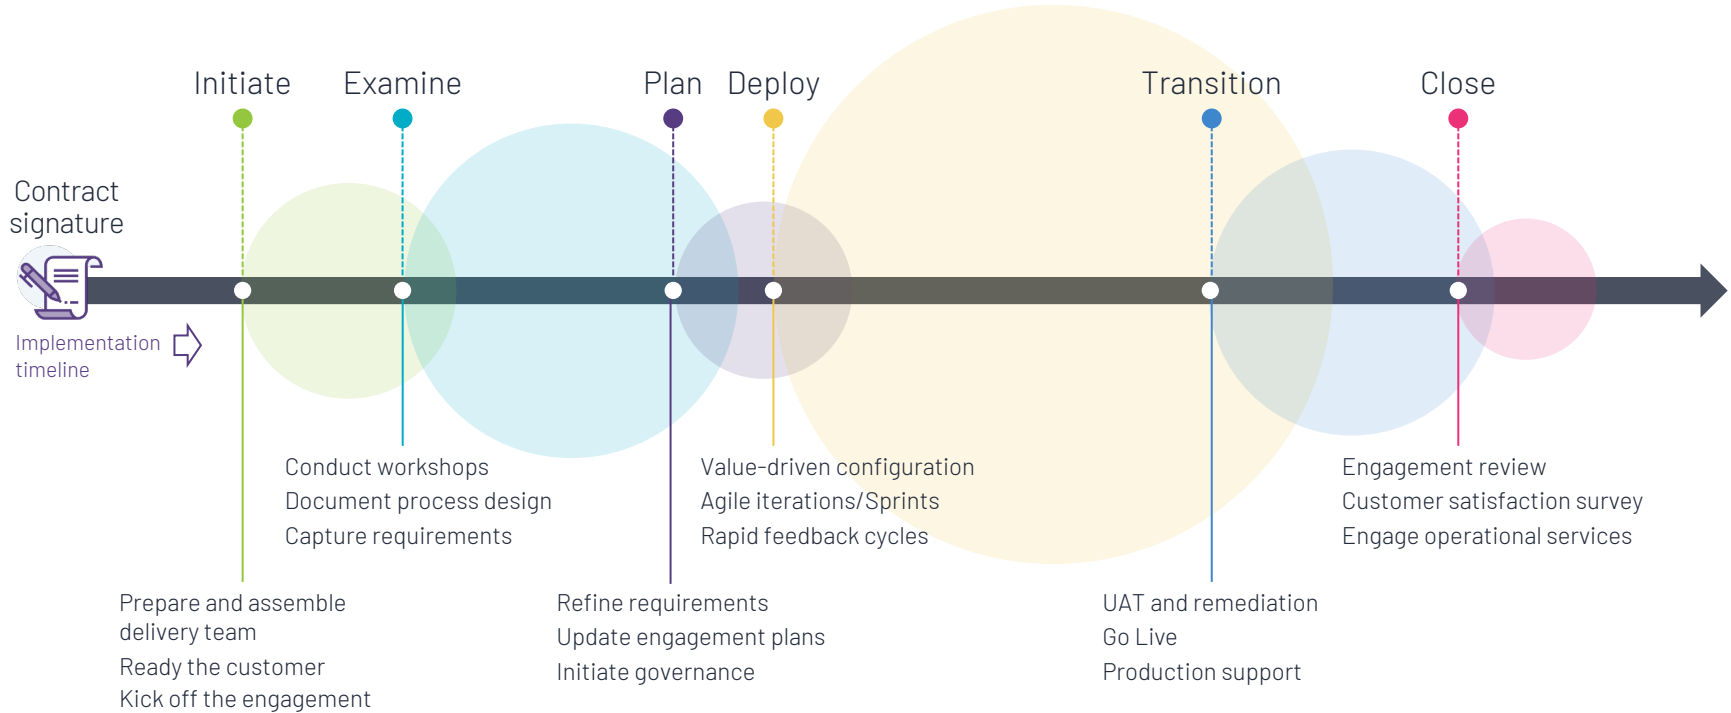 Initiate
Examine
Plan
Deploy
Transition
Close
Contract
signature
Implementation
timeline
Conduct workshops
Document process design
Capture requirements
Value-driven configuration
Agile iterations/Sprints
Rapid feedback cycles
Engagement review
Customer satisfaction survey
Engage operational services
Prepare and assemble
delivery team
Ready the customer
Kick off the engagement
Refine requirements
Update engagement plans
Initiate governance
UAT and remediation
Go Live
Production support